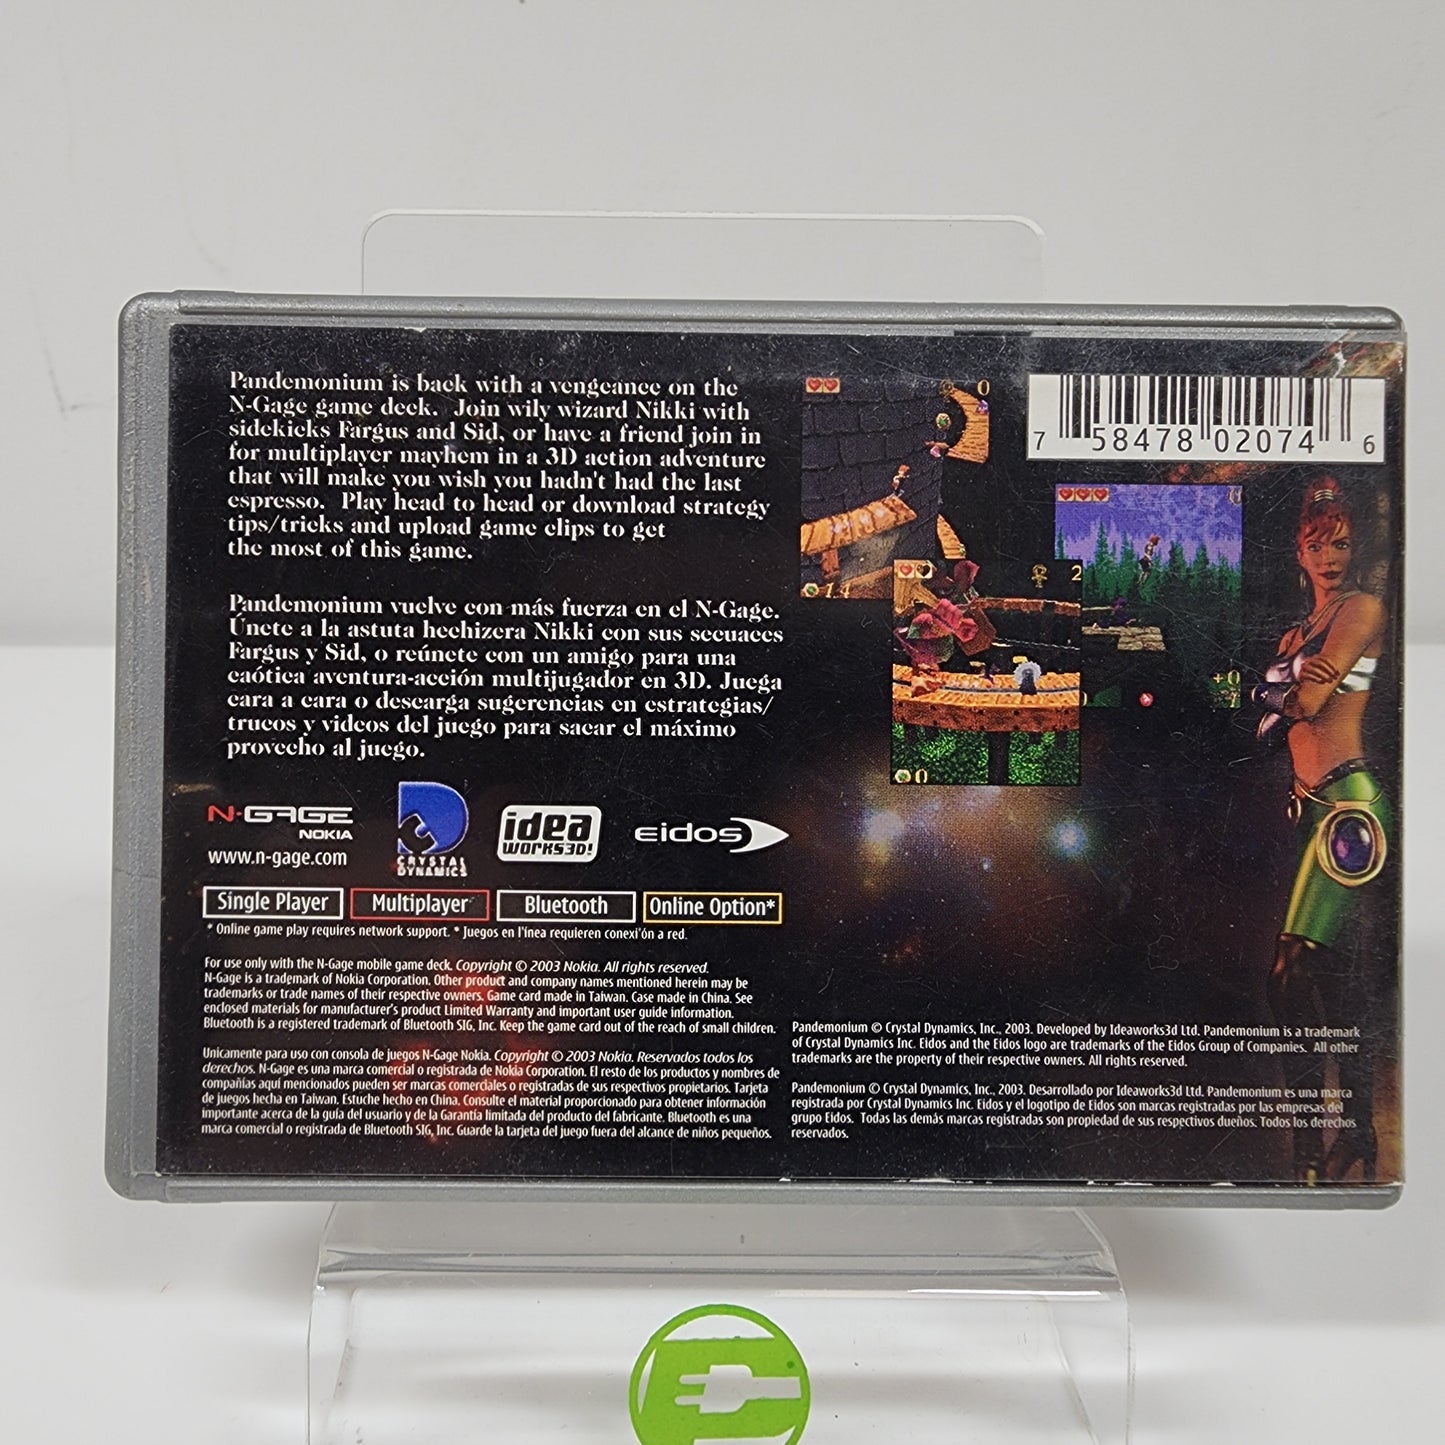 Pandemonium is back with a vengeance on the
N-Gage game deck. Join wily wizard Nikki with
sidekicks Fargus and Sid, or have a friend join in
for multiplayer mayhem in a 3D action adventure
that will make you wish you hadn't had the last
espresso. Play head to head or download strategy
tips/tricks and upload game clips to get
the most of this game.
Pandemonium vuelve con más fuerza en el N-Gage.
Únete a la astuta hechizera Nikki con sus secuaces
Fargus y Sid, o reúnete con un amigo para una
caótica aventura-acción multijugador en 3D. Juega
cara a cara o descarga sugerencias en estrategias/
trucos y videos del juego para sacar el máximo
provecho al juego.
0
14
2
0
+0
7 58478 02074 6
N-GAGE
NOKIA
www.n-gage.com
CRYSTAL
DYNAMICS
idea
WORKS3D!
eidos
Single Player
Multiplayer
Bluetooth
Online Option*
* Online game play requires network support. * Juegos en l'inea requieren conexi'ón a red.
For use only with the N-Gage mobile game deck. Copyright © 2003 Nokia. All rights reserved.
N-Gage is a trademark of Nokia Corporation. Other product and company names mentioned herein may be
trademarks or trade names of their respective owners. Game card made in Taiwan. Case made in China. See
enclosed materials for manufacturer's product Limited Warranty and important user guide information.
Bluetooth is a registered trademark of Bluetooth SIG, Inc. Keep the game card out of the reach of small children.
Unicamente para uso con consola de juegos N-Gage Nokia. Copyright © 2003 Nokia. Reservados todos los
derechos. N-Gage es una marca comercial o registrada de Nokia Corporation. El resto de los productos y nombres de
compañías aquí mencionados pueden ser marcas comerciales o registradas de sus respectivos propietarios. Tarjeta
de juegos hecha en Taiwan. Estuche hecho en China. Consulte el material proporcionado para obtener información
importante acerca de la guía del usuario y de la Garantía limitada del producto del fabricante. Bluetooth es una
marca comercial o registrada de Bluetooth SIG, Inc. Guarde la tarjeta del juego fuera del alcance de niños pequeños.
Pandemonium © Crystal Dynamics, Inc., 2003. Developed by Ideaworks3d Ltd. Pandemonium is a trademark
of Crystal Dynamics Inc. Eidos and the Eidos logo are trademarks of the Eidos Group of Companies. All other
trademarks are the property of their respective owners. All rights reserved.
Pandemonium © Crystal Dynamics, Inc., 2003. Desarrollado por Ideaworks3d Ltd. Pandemonium es una marca
registrada por Crystal Dynamics Inc. Eidos y el logotipo de Eidos son marcas registradas por las empresas del
grupo Eidos. Todas las demás marcas registradas son propiedad de sus respectivos dueños. Todos los derechos
reservados.